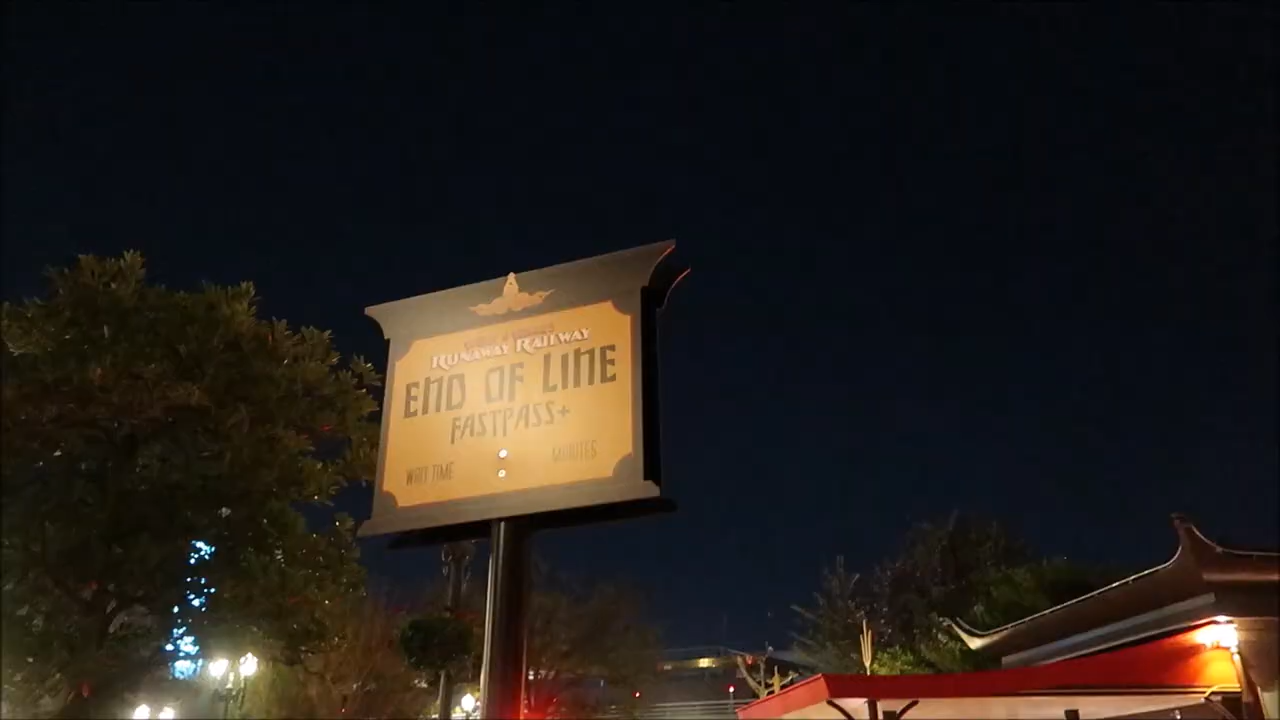 RUNAWAY RAILWAY
END OF LINE
FASTPASS+
WAIT TIME
MINUTES